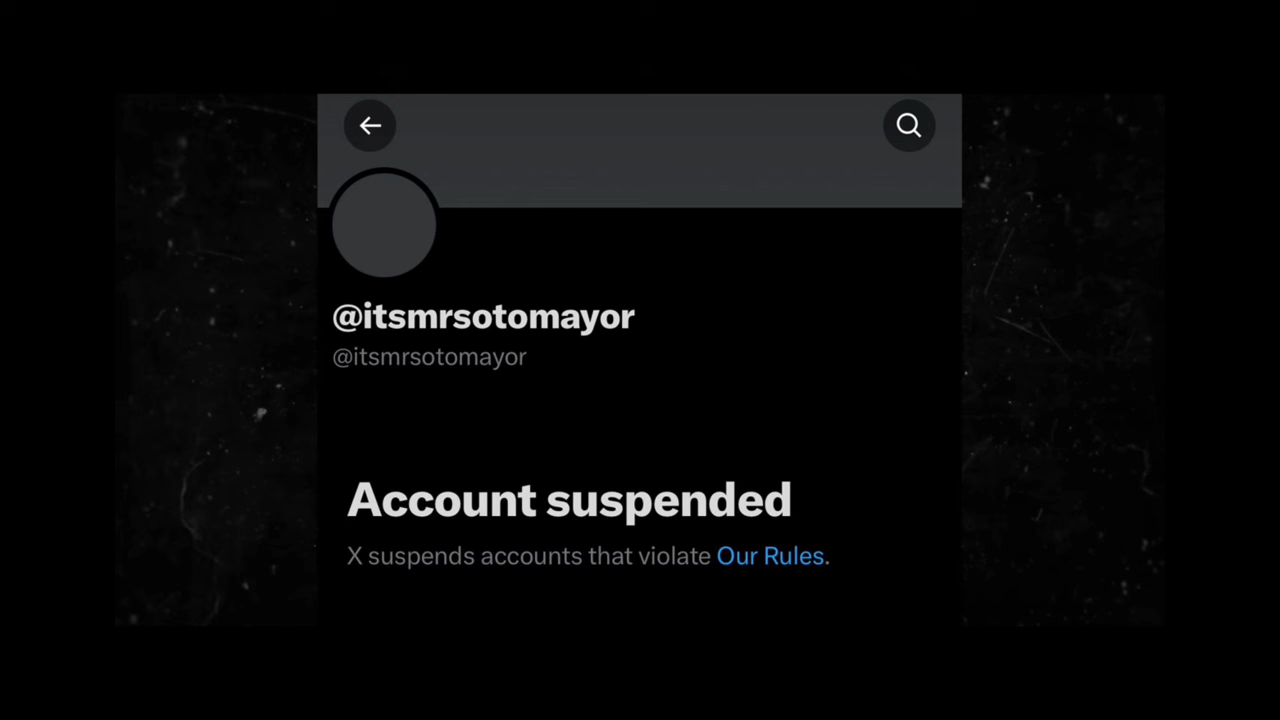 @itsmrsotomayor
@itsmrsotomayor
Account suspended
X suspends accounts that violate Our Rules.